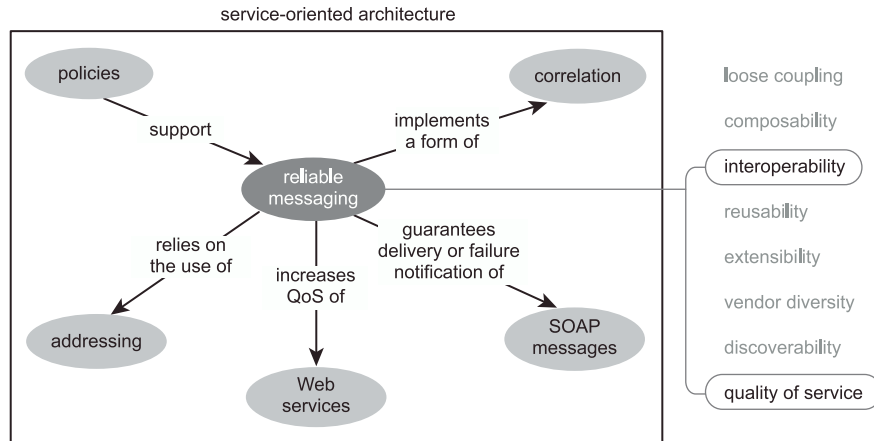 service-oriented architecture
policies
correlation
support
implements
a form of
reliable
messaging
relies on
the use of
increases
QoS of
guarantees
delivery or failure
notification of
addressing
Web
services
SOAP
messages
loose coupling
composability
interoperability
reusability
extensibility
vendor diversity
discoverability
quality of service